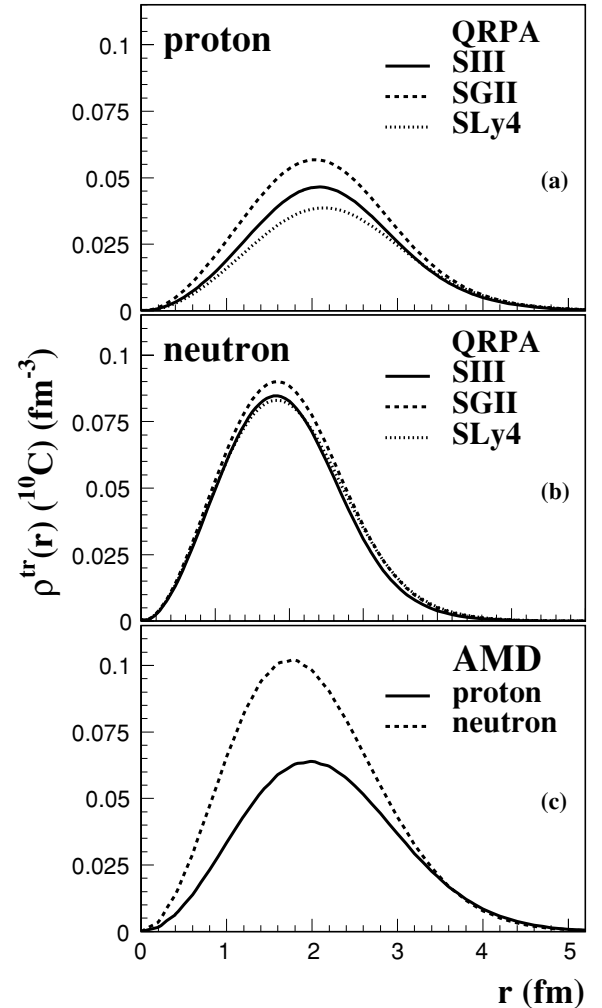 proton
QRPA
SIII
SGII
SLy4
(a)
0.1
0.075
0.05
0.025
0
neutron
QRPA
SIII
SGII
SLy4
(b)
0.1
0.075
0.05
0.025
0
ρ^tr(r) (^10C) (fm^-3)
AMD
proton
neutron
(c)
0.1
0.075
0.05
0.025
0
0 1 2 3 4 5
r (fm)